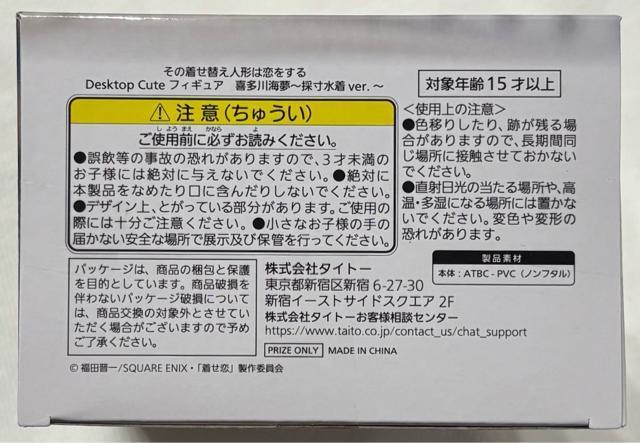 その着せ替え人形は恋をする
Desktop Cute フィギュア　喜多川海夢～採寸水着ver.～
⚠注意(ちゅうい)
ご使用前に必ずお読みください。
しようまえ かなら よ
●誤飲等の事故の恐れがありますので、3才未満の
お子様には絶対に与えないでください。●絶対に
本製品をなめたり口に含んだりしないでください。
●デザイン上、とがっている部分があります。ご使用の
際には十分ご注意ください。●小さなお子様の手の
届かない安全な場所で展示及び保管を行ってください。
対象年齢15才以上
＜使用上の注意＞
●色移りしたり、跡が残る場
合がありますので、長期間同
じ場所に接触させておかない
でください。
●直射日光の当たる場所や、高
温・多湿になる場所には置かな
いでください。変色や変形の
恐れがあります。
製品素材
本体：ATBC-PVC（ノンフタル）
パッケージは、商品の梱包と保護
を目的としています。商品破損を
伴わないパッケージ破損について
は、商品交換の対象外とさせてい
ただく場合がございますので予め
ご了承ください。
株式会社タイトー
東京都新宿区新宿 6-27-30
新宿イーストサイドスクエア 2F
株式会社タイトーお客様相談センター
https://www.taito.co.jp/contact_us/chat_support
PRIZE ONLY MADE IN CHINA
© 福田晋一/SQUARE ENIX・「着せ恋」製作委員会